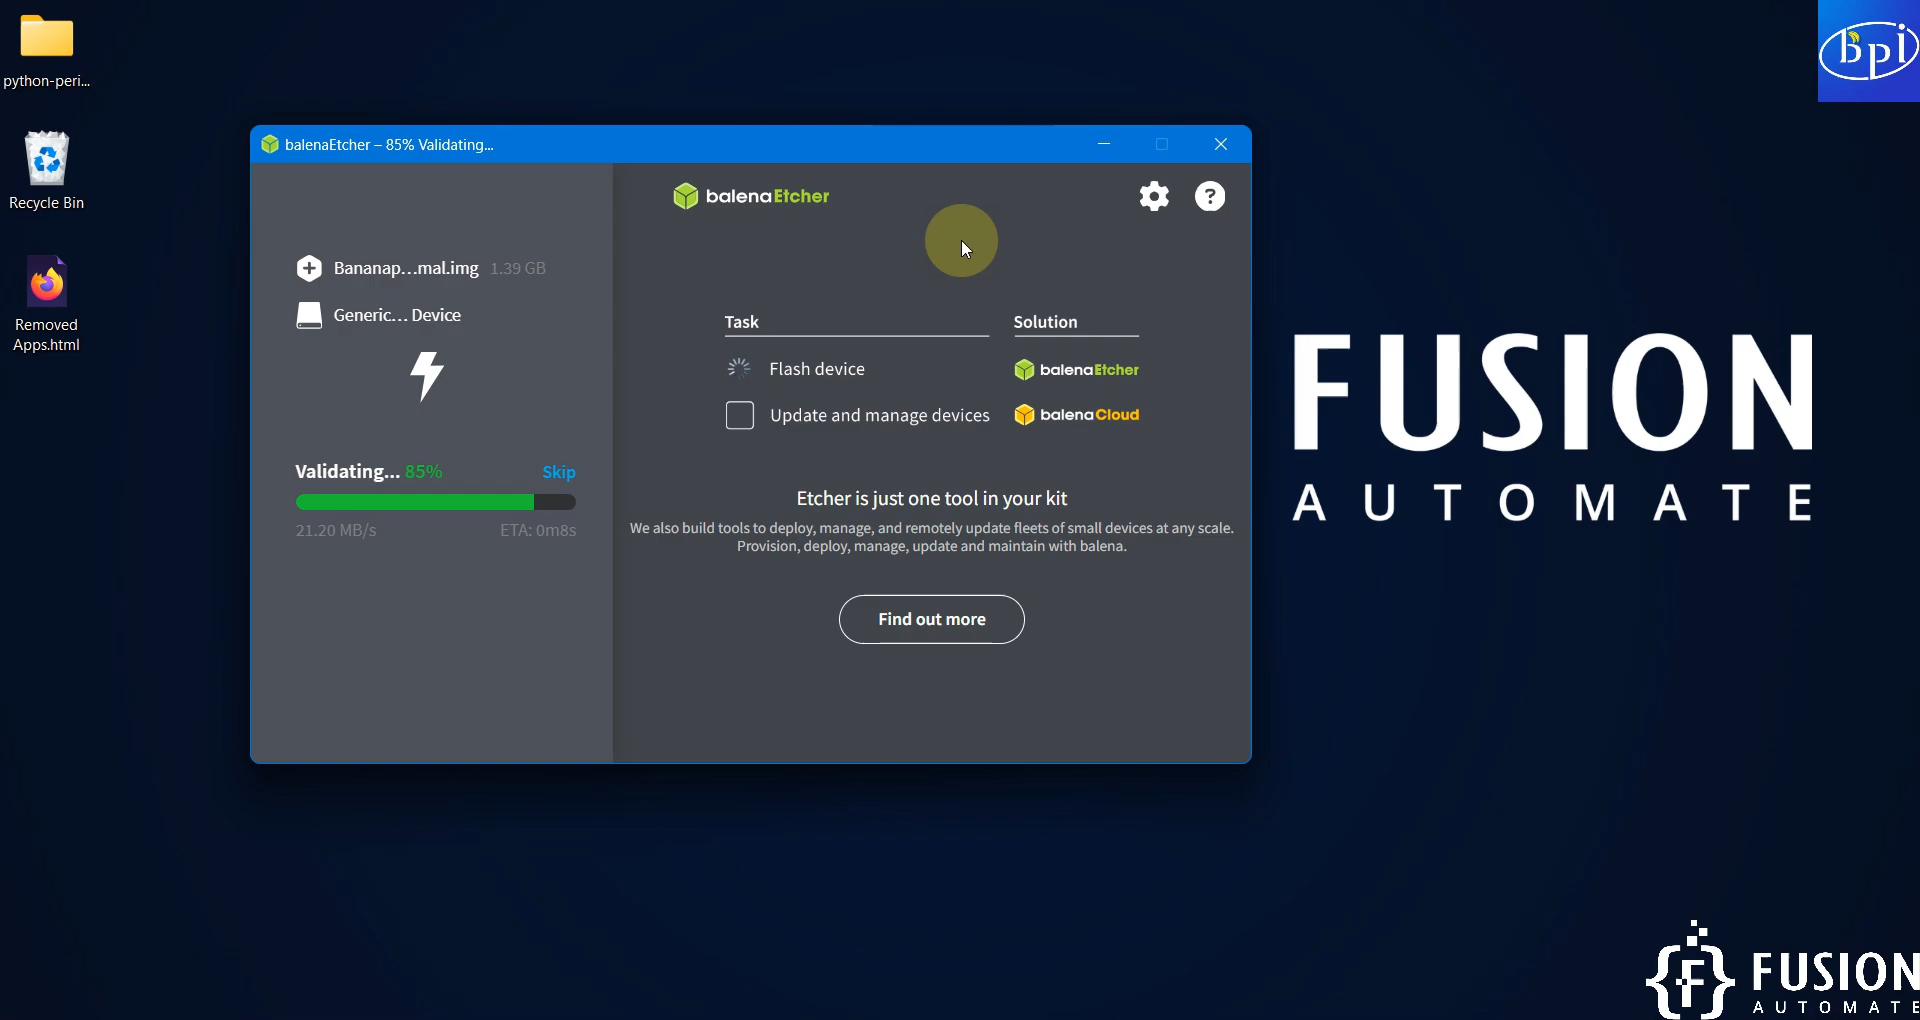 python-peri...
Recycle Bin
Removed
Apps.html
bpi
balenaEtcher – 85% Validating...
balenaEtcher
?
Bananap...mal.img 1.39 GB
Generic... Device
Validating... 85% Skip
21.20 MB/s ETA: 0m8s
Task Solution
Flash device balenaEtcher
Update and manage devices balenaCloud
Etcher is just one tool in your kit
We also build tools to deploy, manage, and remotely update fleets of small devices at any scale.
Provision, deploy, manage, update and maintain with balena.
Find out more
FUSION
AUTOMATE
{F} FUSION
AUTOMATE